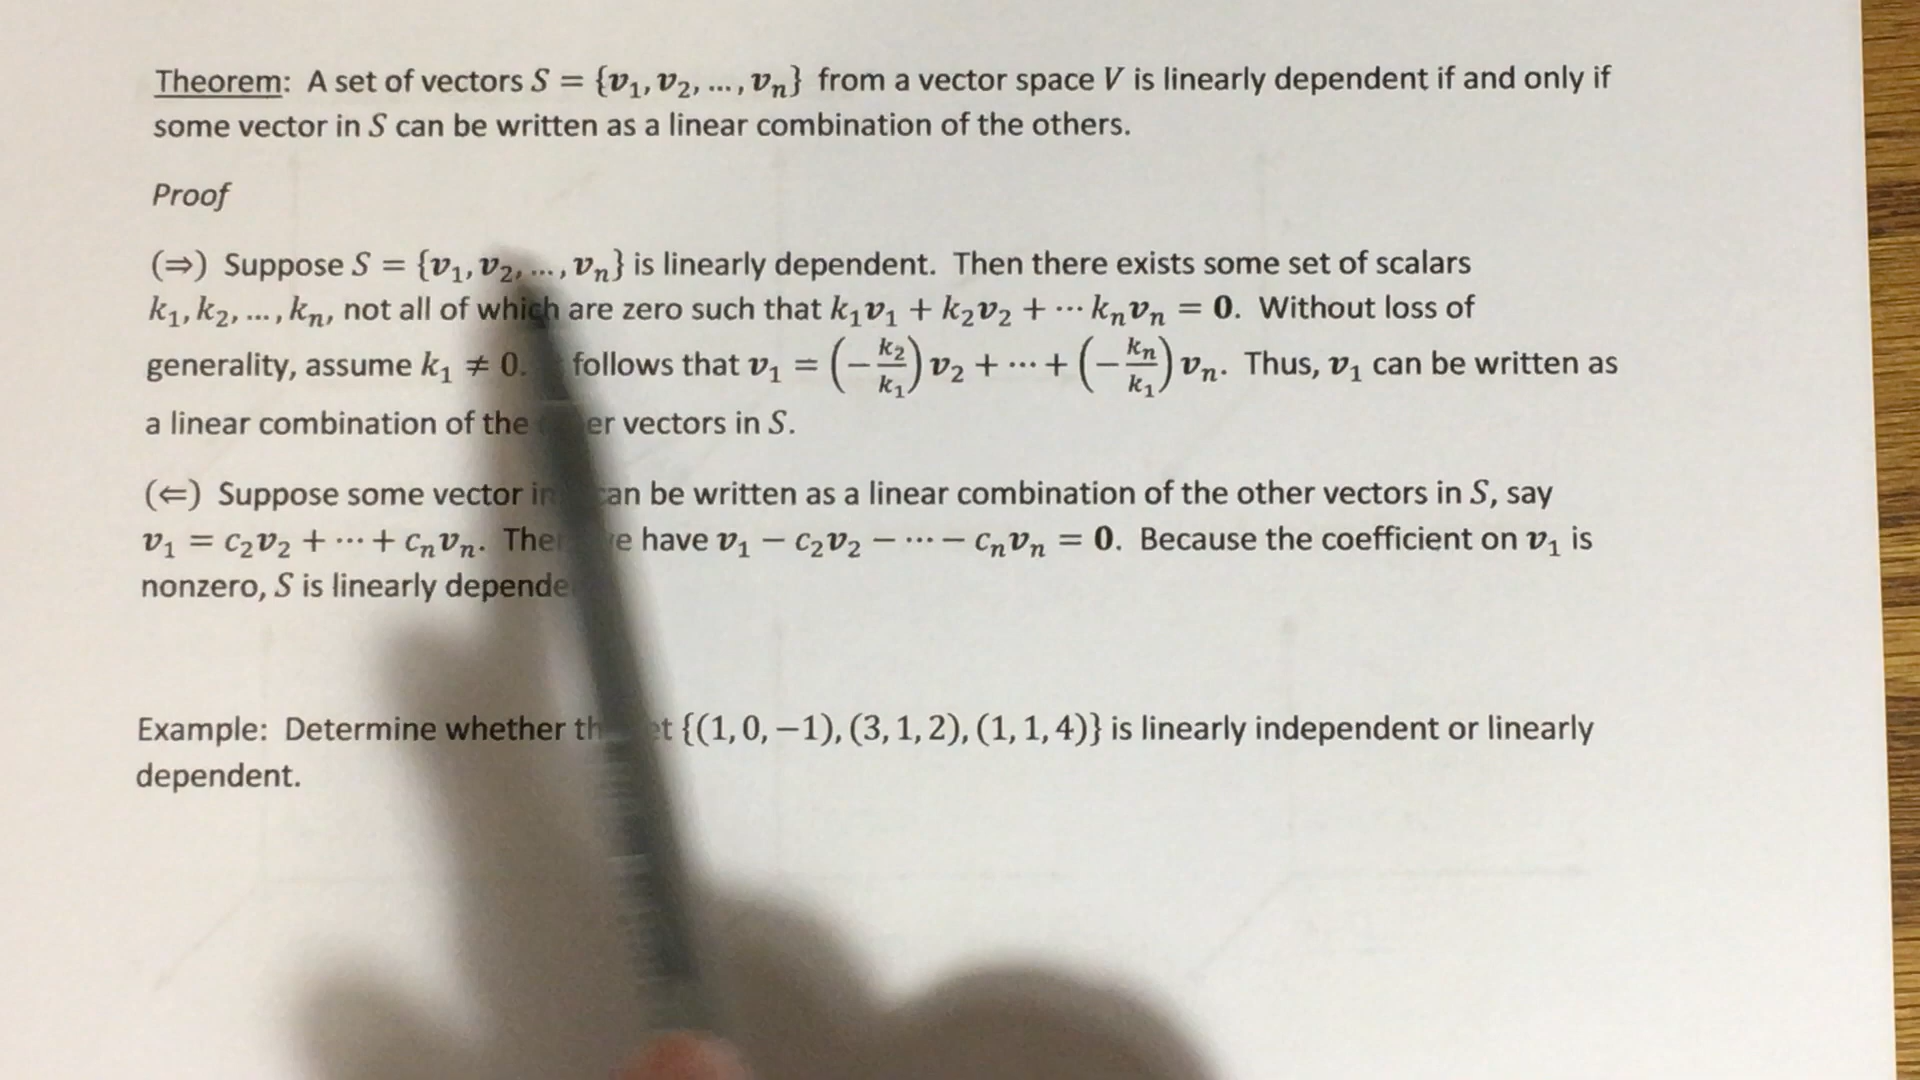 Theorem: A set of vectors S = {v₁, v₂, …, vₙ} from a vector space V is linearly dependent if and only if
some vector in S can be written as a linear combination of the others.
Proof
(⇒) Suppose S = {v₁, v₂, …, vₙ} is linearly dependent. Then there exists some set of scalars
k₁, k₂, …, kₙ, not all of which are zero such that k₁v₁ + k₂v₂ + ⋯ kₙvₙ = 0. Without loss of
generality, assume k₁ ≠ 0. follows that v₁ = (−k₂/k₁) v₂ + ⋯ + (−kₙ/k₁) vₙ. Thus, v₁ can be written as
a linear combination of the vectors in S.
(⇐) Suppose some vector in can be written as a linear combination of the other vectors in S, say
v₁ = c₂v₂ + ⋯ + cₙvₙ. have v₁ − c₂v₂ − ⋯ − cₙvₙ = 0. Because the coefficient on v₁ is
nonzero, S is linearly
Example: Determine whether {(1, 0, −1), (3, 1, 2), (1, 1, 4)} is linearly independent or linearly
dependent.